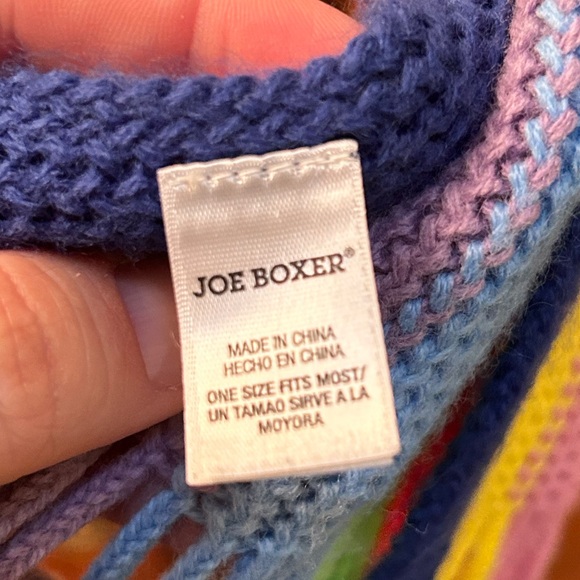 JOE BOXER®
MADE IN CHINA
HECHO EN CHINA
ONE SIZE FITS MOST/
UN TAMAO SIRVE A LA
MOYORA